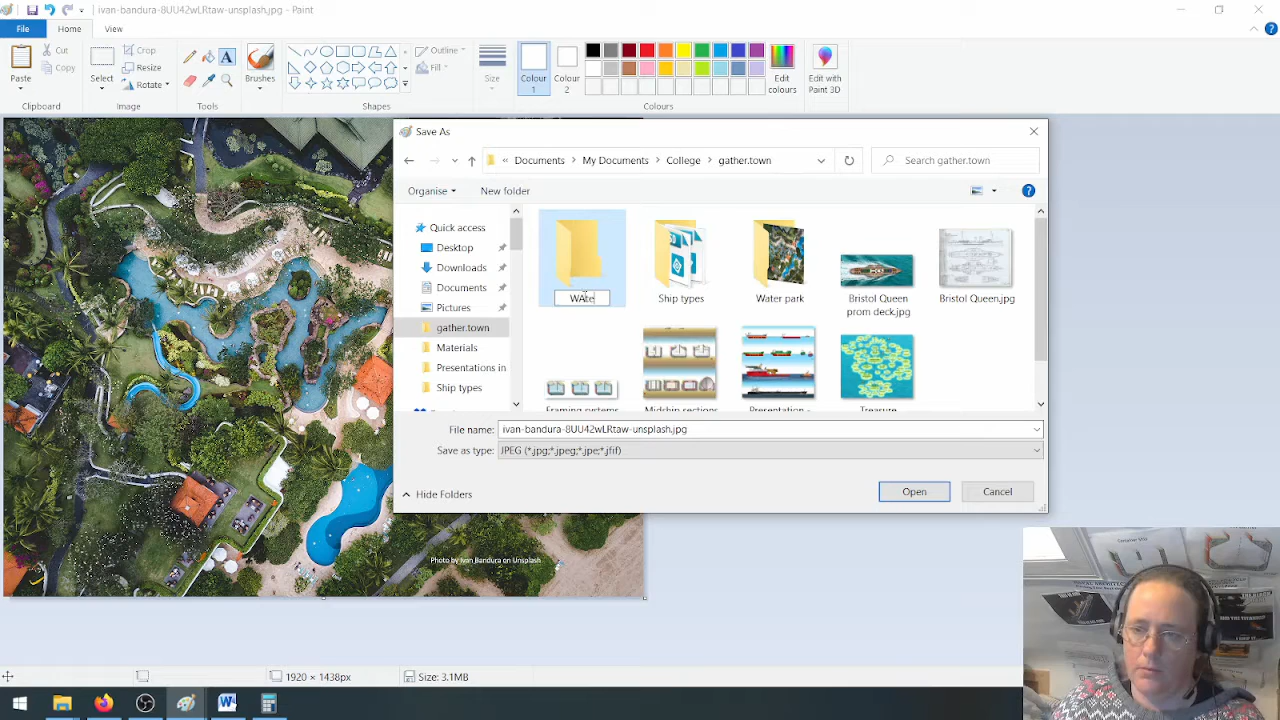 ivan-bandura-8UU42wLRtaw-unsplash.jpg - Paint
File Home View
Paste
Cut
Copy
Clipboard
Select
Crop
Resize
Rotate
Image
Tools
Brushes
Shapes
Outline
Fill
Size
Colour 1
Colour 2
Edit colours
Colours
Edit with Paint 3D
Save As
« Documents > My Documents > College > gather.town
Search gather.town
Organise New folder
Quick access
Desktop
Downloads
Documents
Pictures
gather.town
Materials
Presentations in
Ship types
WAte
Ship types
Water park
Bristol Queen prom deck.jpg
Bristol Queen.jpg
Framing systems
Midship sections
Presentation
Treasure
File name: ivan-bandura-8UU42wLRtaw-unsplash.jpg
Save as type: JPEG (*.jpg;*.jpeg;*.jpe;*.jfif)
Hide Folders
Open Cancel
Photo by Ivan Bandura on Unsplash
1920 × 1438px
Size: 3.1MB